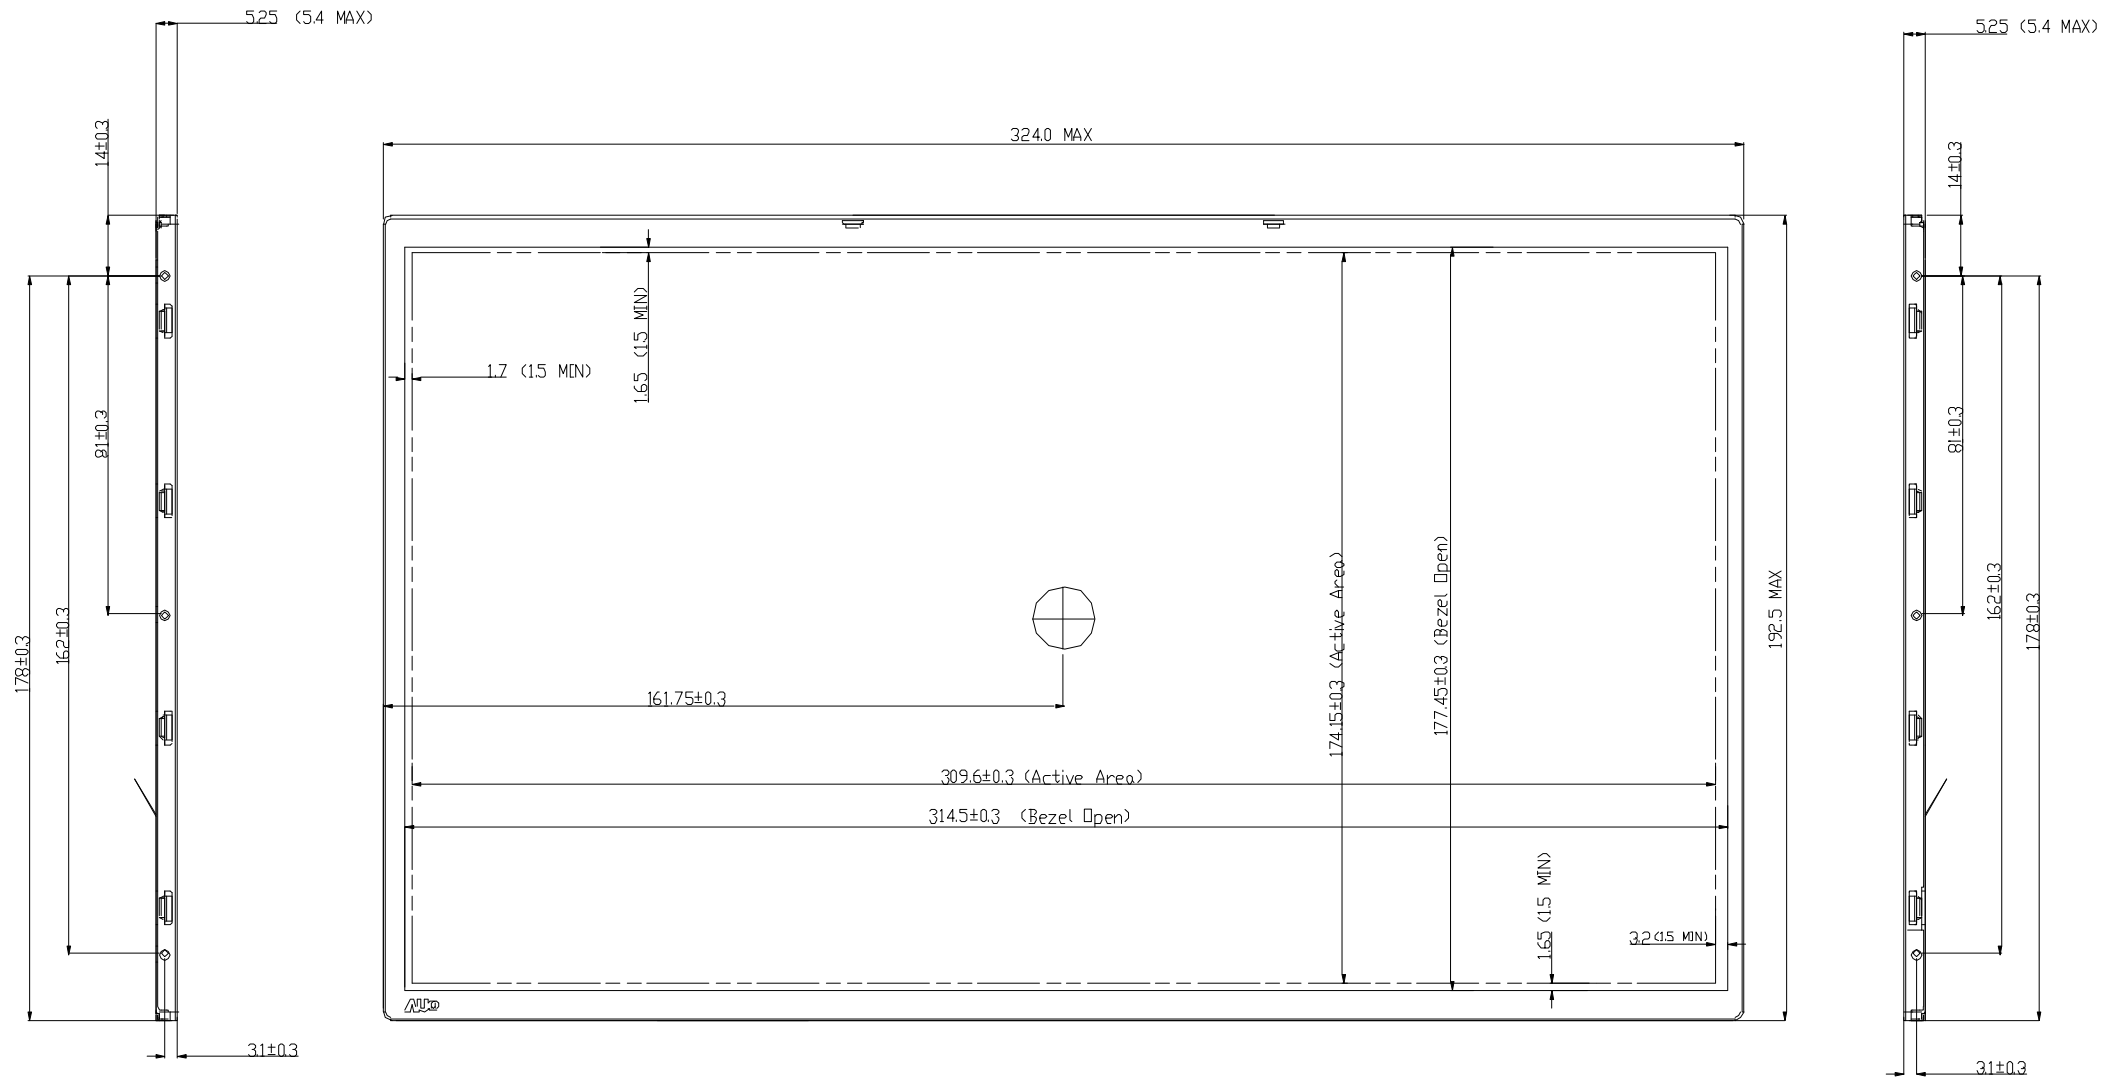 5.25 (5.4 MAX)
5.25 (5.4 MAX)
324.0 MAX
14±0.3
14±0.3
1.65 (1.5 MIN)
1.7 (1.5 MIN)
81±0.3
81±0.3
174.15±0.3 (Active Area)
177.45±0.3 (Bezel Open)
192.5 MAX
162±0.3
178±0.3
162±0.3
178±0.3
161.75±0.3
309.6±0.3 (Active Area)
314.5±0.3 (Bezel Open)
1.65 (1.5 MIN)
3.2 (1.5 MIN)
AUO
3.1±0.3
3.1±0.3